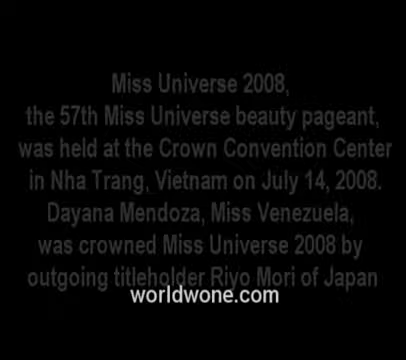 Miss Universe 2008,
the 57th Miss Universe beauty pageant,
was held at the Crown Convention Center
in Nha Trang, Vietnam on July 14, 2008.
Dayana Mendoza, Miss Venezuela,
was crowned Miss Universe 2008 by
outgoing titleholder Riyo Mori of Japan
worldwone.com